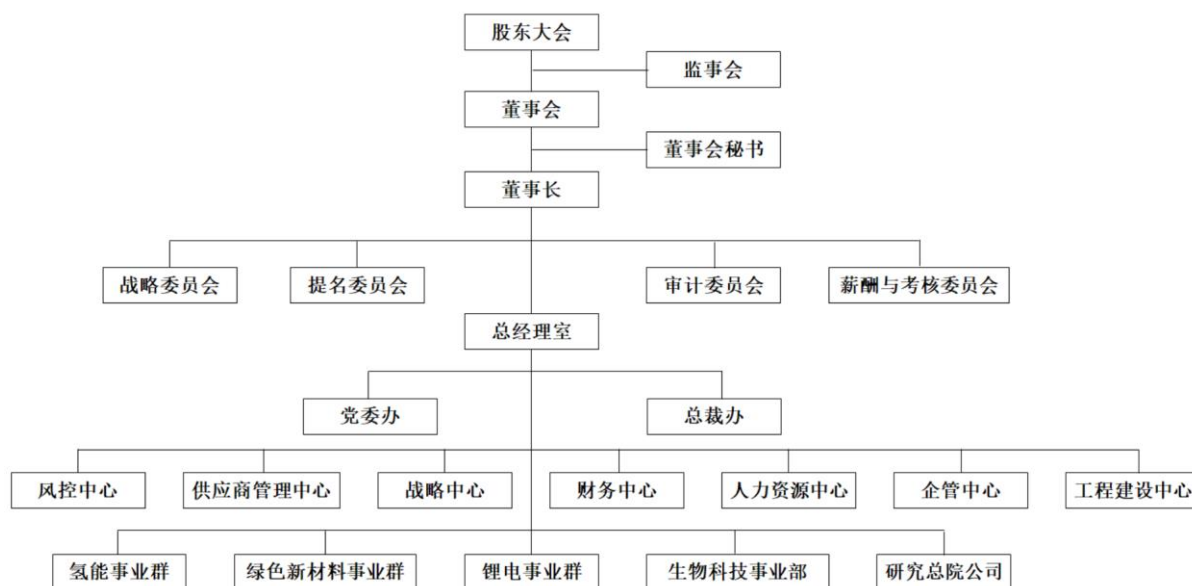 股东大会
监事会
董事会
董事会秘书
董事长
战略委员会
提名委员会
审计委员会
薪酬与考核委员会
总经理室
党委办
总裁办
风控中心
供应商管理中心
战略中心
财务中心
人力资源中心
企管中心
工程建设中心
氢能事业群
绿色新材料事业群
锂电事业群
生物科技事业部
研究总院公司